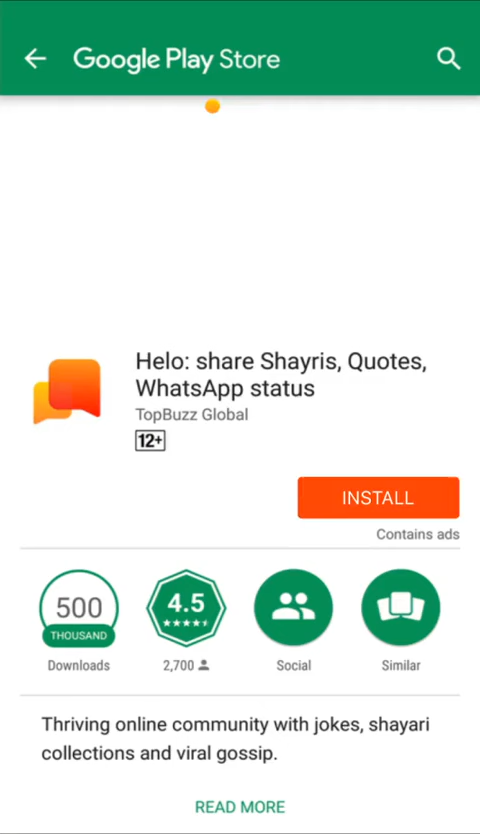 Google Play Store
Helo: share Shayris, Quotes,
WhatsApp status
TopBuzz Global
12+
INSTALL
Contains ads
500
THOUSAND
Downloads
4.5
2,700
Social
Similar
Thriving online community with jokes, shayari
collections and viral gossip.
READ MORE